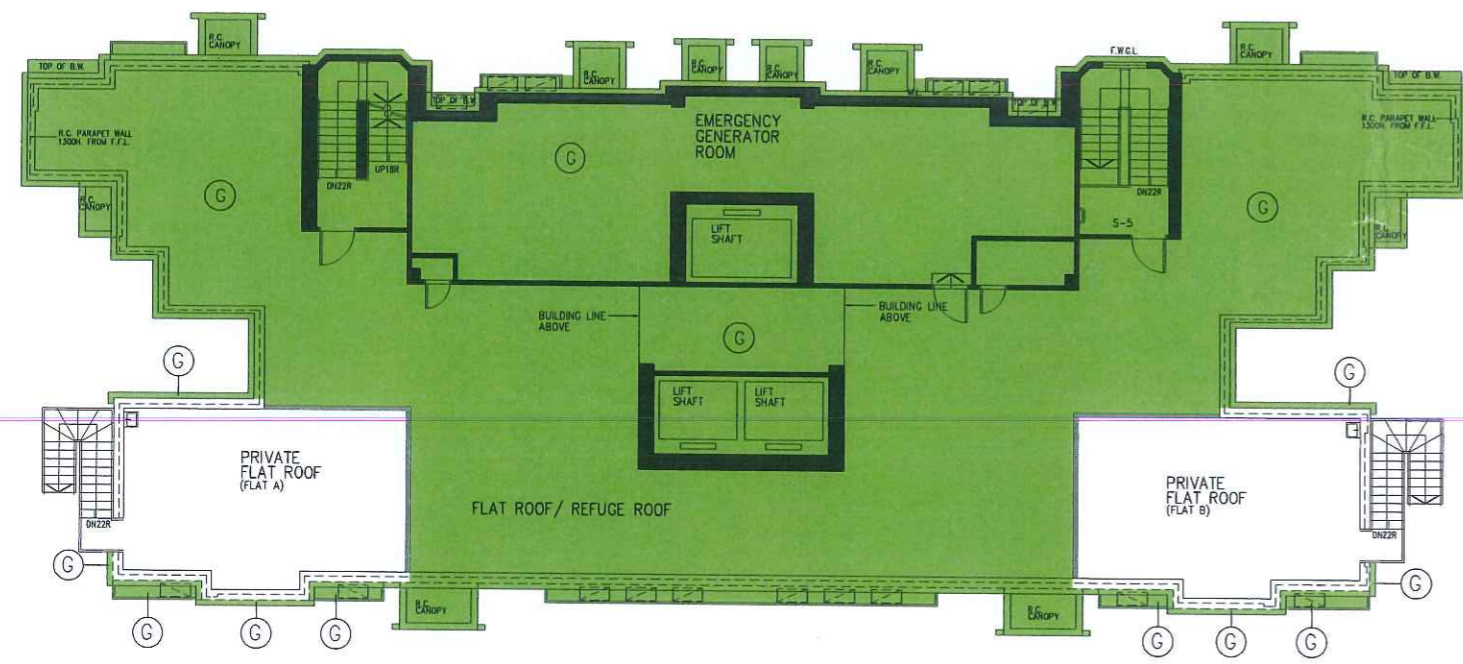 R.C.
CANOPY
F.W.G.L
R.C.
CANOPY
TOP OF B.W.
R.C.
CANOPY
R.C.
CANOPY
R.C.
CANOPY
R.C.
CANOPY
TOP OF B.W.
TOP OF B.W.
TOP OF B.W.
R.C. PARAPET WALL
1300H. FROM F.F.L.
EMERGENCY
GENERATOR
ROOM
R.C. PARAPET WALL
1300H. FROM F.F.L.
G
UP18R
DN22R
DN22R
G
G
R.C.
CANOPY
LIFT
SHAFT
S-5
R.C.
CANOPY
BUILDING LINE
ABOVE
BUILDING LINE
ABOVE
G
G
G
LIFT
SHAFT
LIFT
SHAFT
PRIVATE
FLAT ROOF
(FLAT A)
PRIVATE
FLAT ROOF
(FLAT B)
FLAT ROOF/ REFUGE ROOF
DN22R
DN22R
G
G
R.C.
CANOPY
R.C.
CANOPY
G
G
G
G
G
G